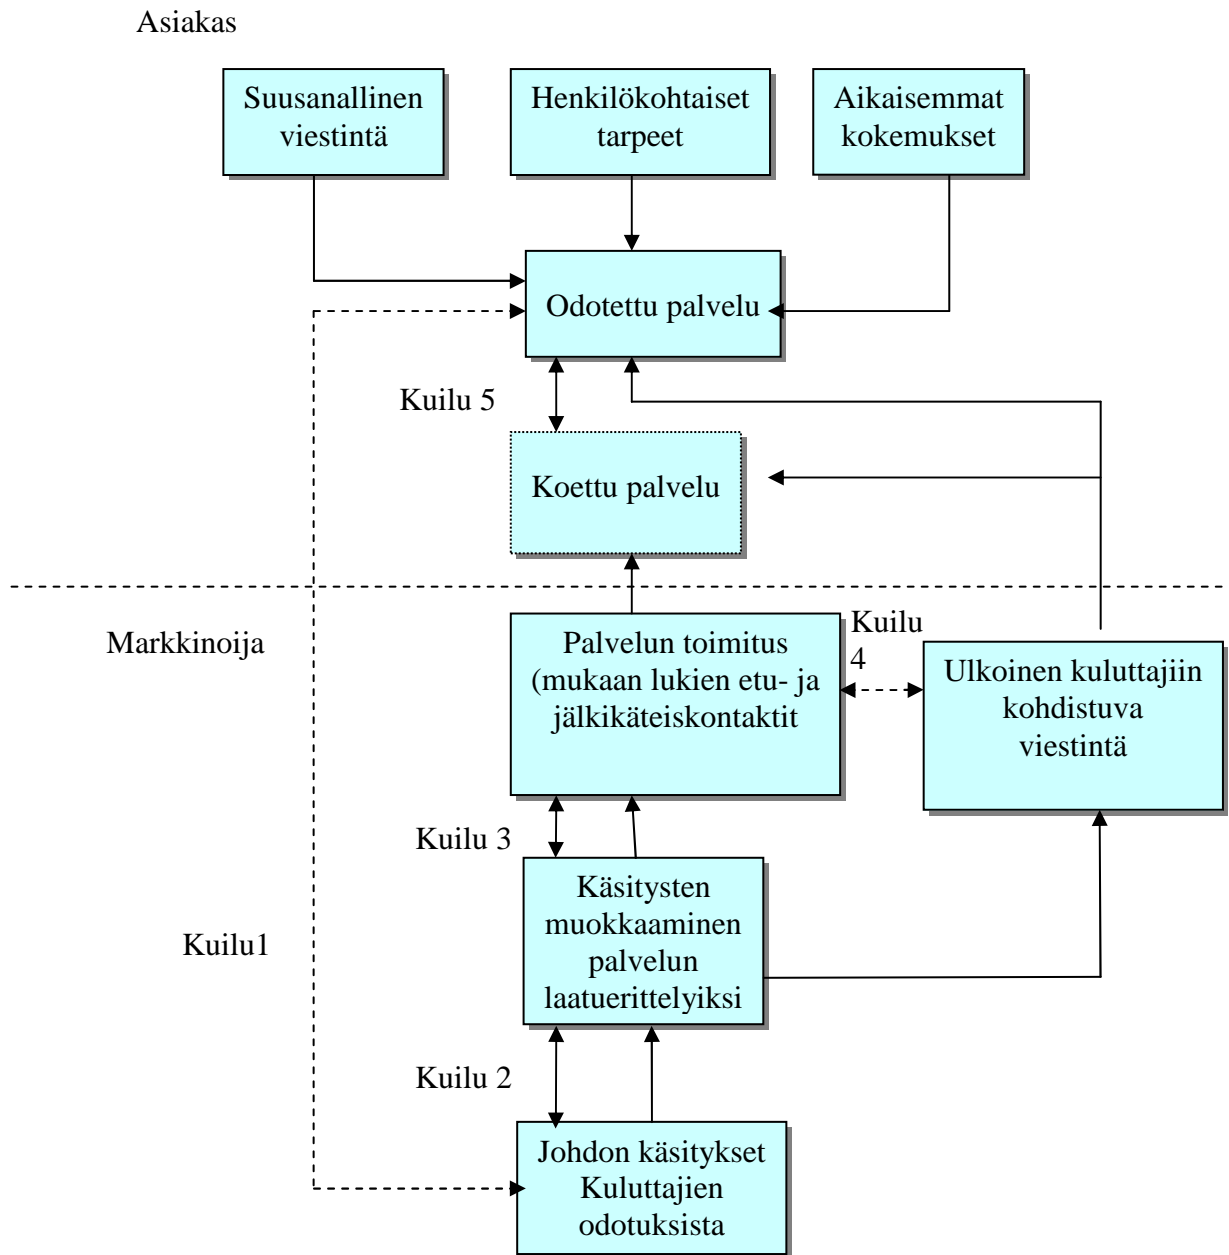 Asiakas
Suusanallinen
viestintä
Henkilökohtaiset
tarpeet
Aikaisemmat
kokemukset
Odotettu palvelu
Kuilu 5
Koettu palvelu
Markkinoija
Palvelun toimitus
(mukaan lukien etu- ja
jälkikäteiskontaktit
Kuilu
4
Ulkoinen kuluttajiin
kohdistuva
viestintä
Kuilu 3
Käsitysten
muokkaaminen
palvelun
laatuerittelyiksi
Kuilu1
Kuilu 2
Johdon käsitykset
Kuluttajien
odotuksista